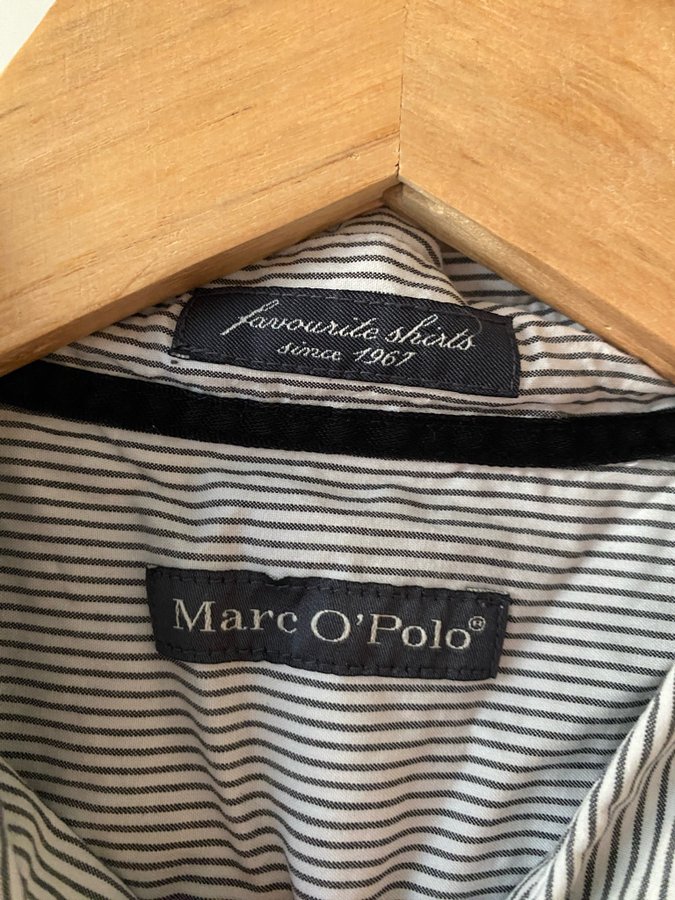 favourite shirts
since 1967
Marc O'Polo®